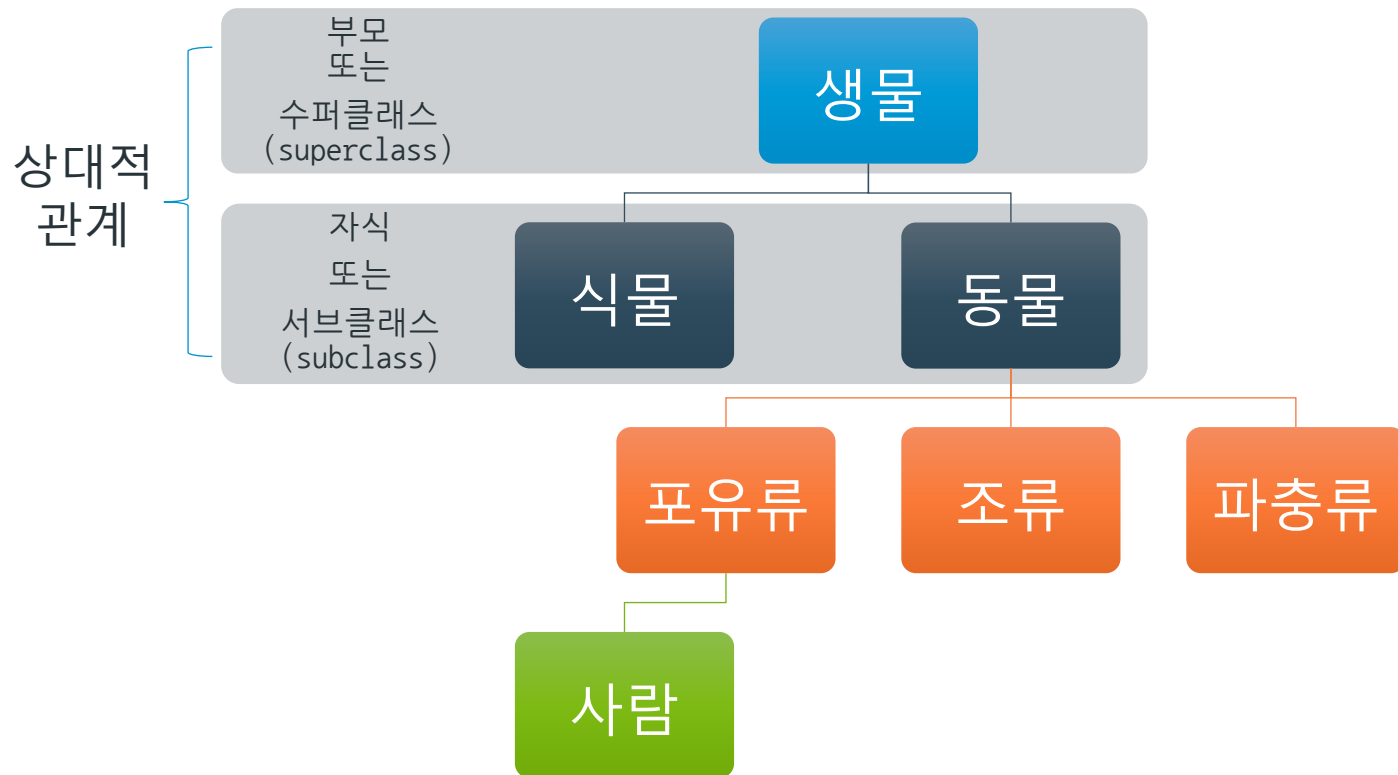 부모
또는
수퍼클래스
(superclass)
생물
상대적
관계
자식
또는
서브클래스
(subclass)
식물
동물
포유류
조류
파충류
사람